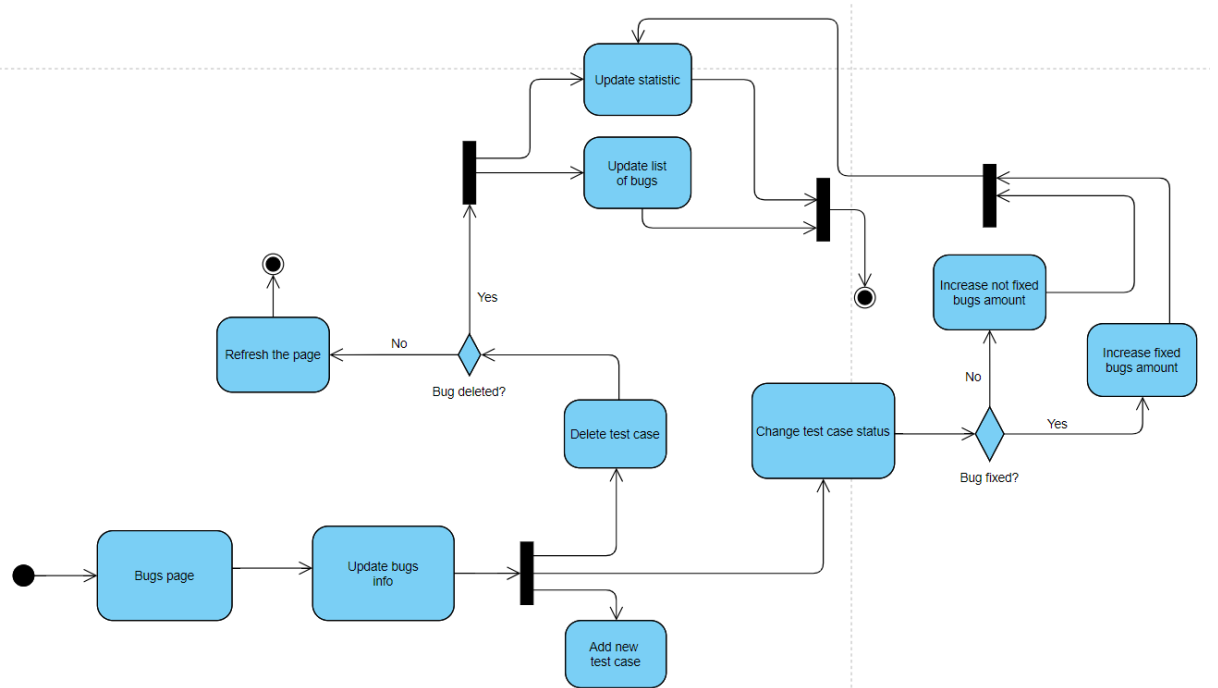 Update statistic
Update list
of bugs
Yes
Increase not fixed
bugs amount
Refresh the page
No
Bug deleted?
Increase fixed
bugs amount
No
Delete test case
Change test case status
Yes
Bug fixed?
Bugs page
Update bugs
info
Add new
test case